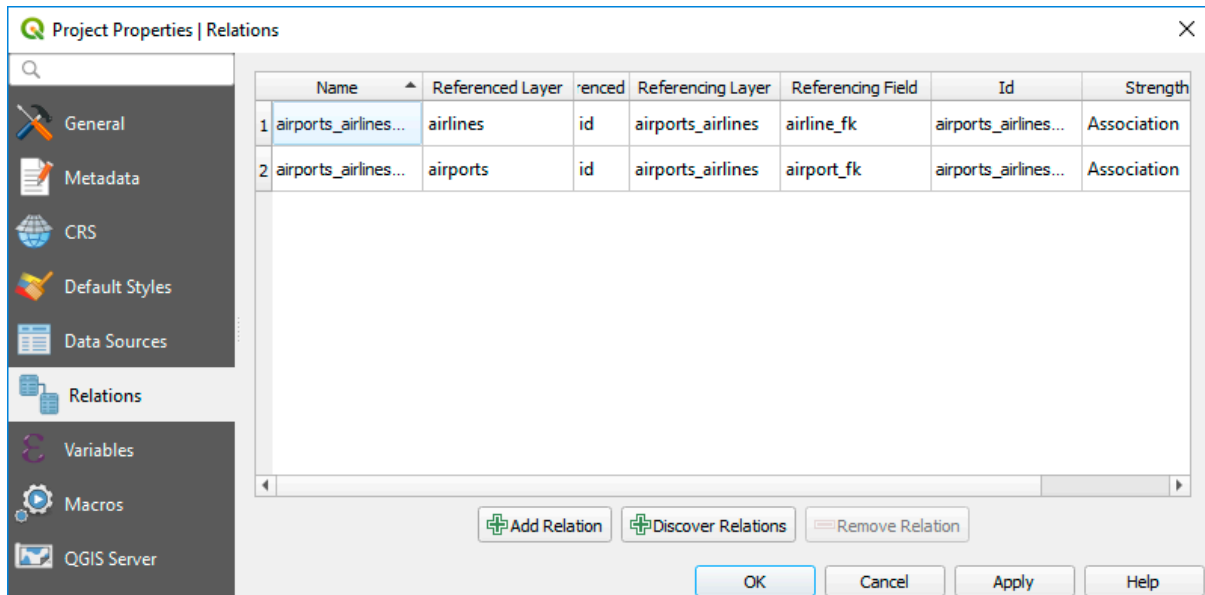 Project Properties | Relations
Name Referenced Layer renced Referencing Layer Referencing Field Id Strength
General
1 airports_airlines... airlines id airports_airlines airline_fk airports_airlines... Association
Metadata
2 airports_airlines... airports id airports_airlines airport_fk airports_airlines... Association
CRS
Default Styles
Data Sources
Relations
Variables
Macros
QGIS Server
Add Relation Discover Relations Remove Relation
OK Cancel Apply Help